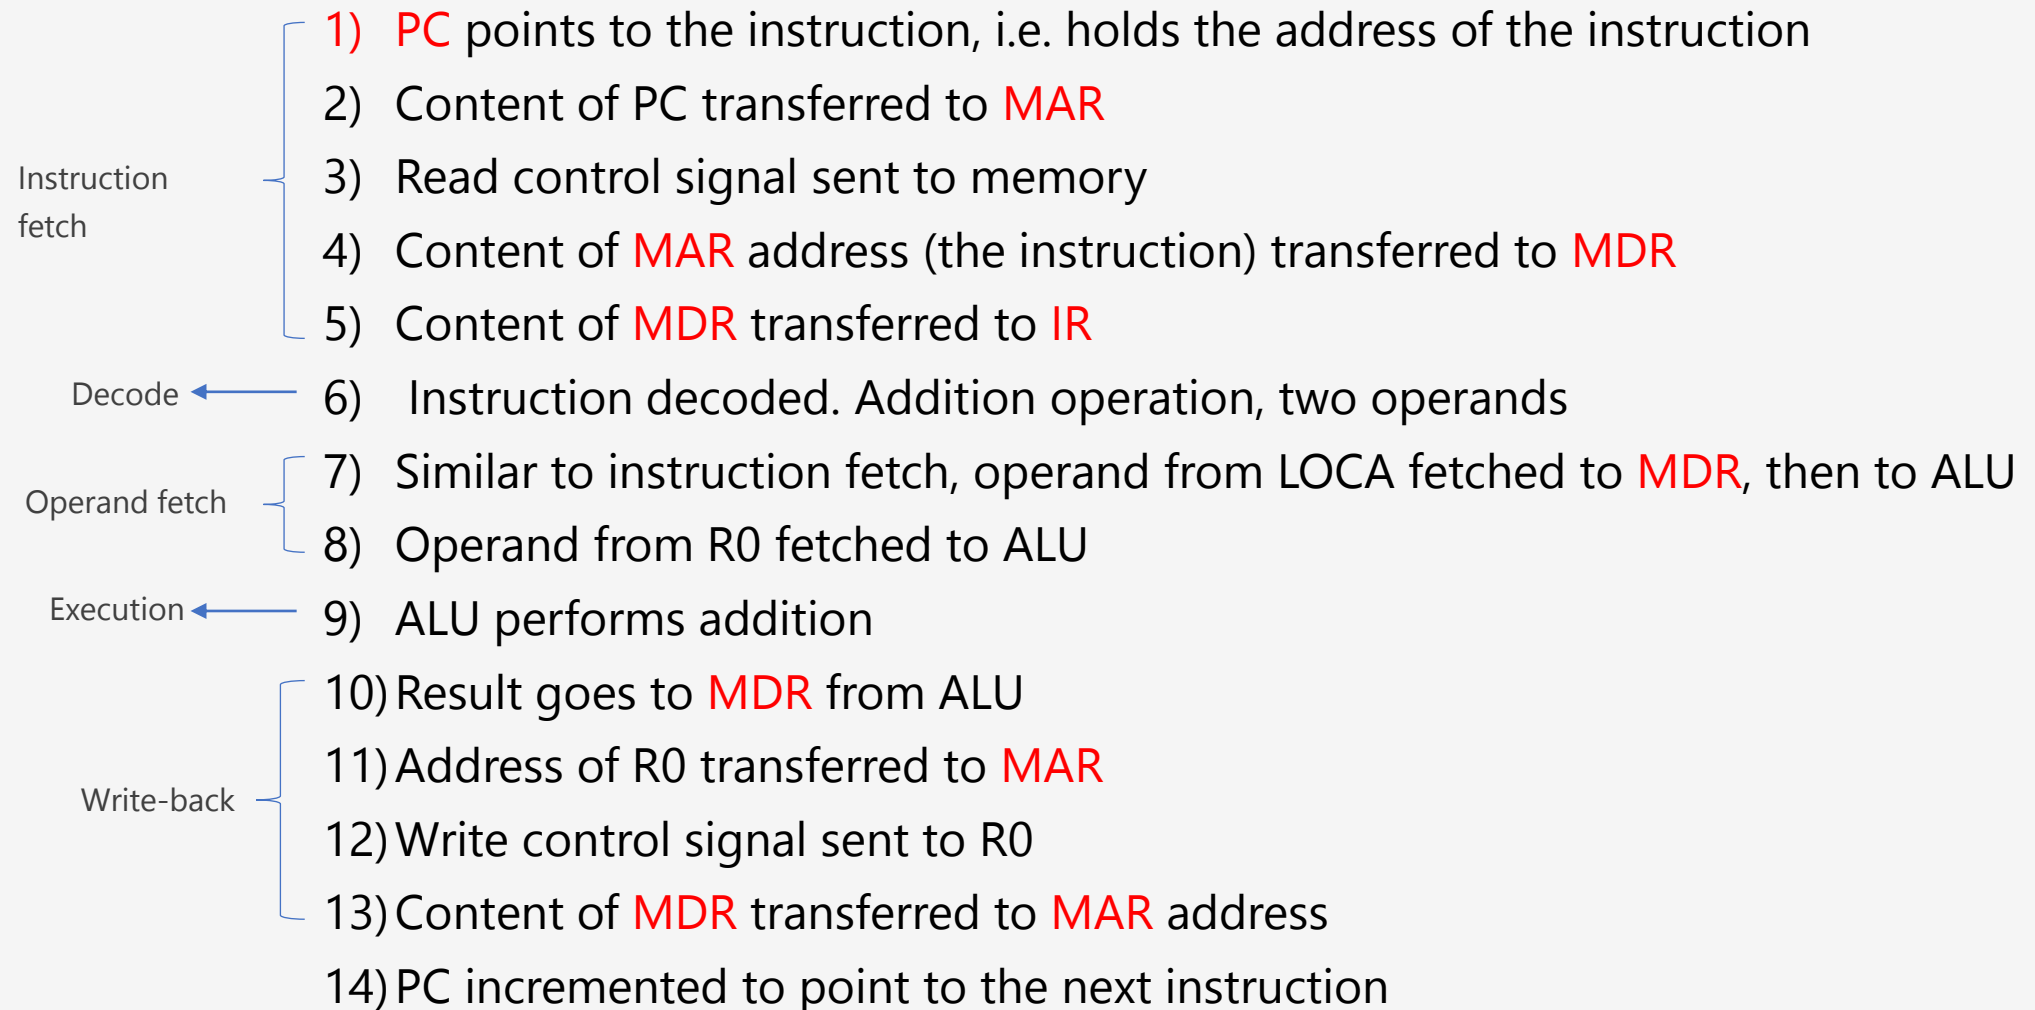 1) PC points to the instruction, i.e. holds the address of the instruction
2) Content of PC transferred to MAR
Instruction
fetch
3) Read control signal sent to memory
4) Content of MAR address (the instruction) transferred to MDR
5) Content of MDR transferred to IR
Decode
6) Instruction decoded. Addition operation, two operands
Operand fetch
7) Similar to instruction fetch, operand from LOCA fetched to MDR, then to ALU
8) Operand from R0 fetched to ALU
Execution
9) ALU performs addition
10) Result goes to MDR from ALU
11) Address of R0 transferred to MAR
Write-back
12) Write control signal sent to R0
13) Content of MDR transferred to MAR address
14) PC incremented to point to the next instruction